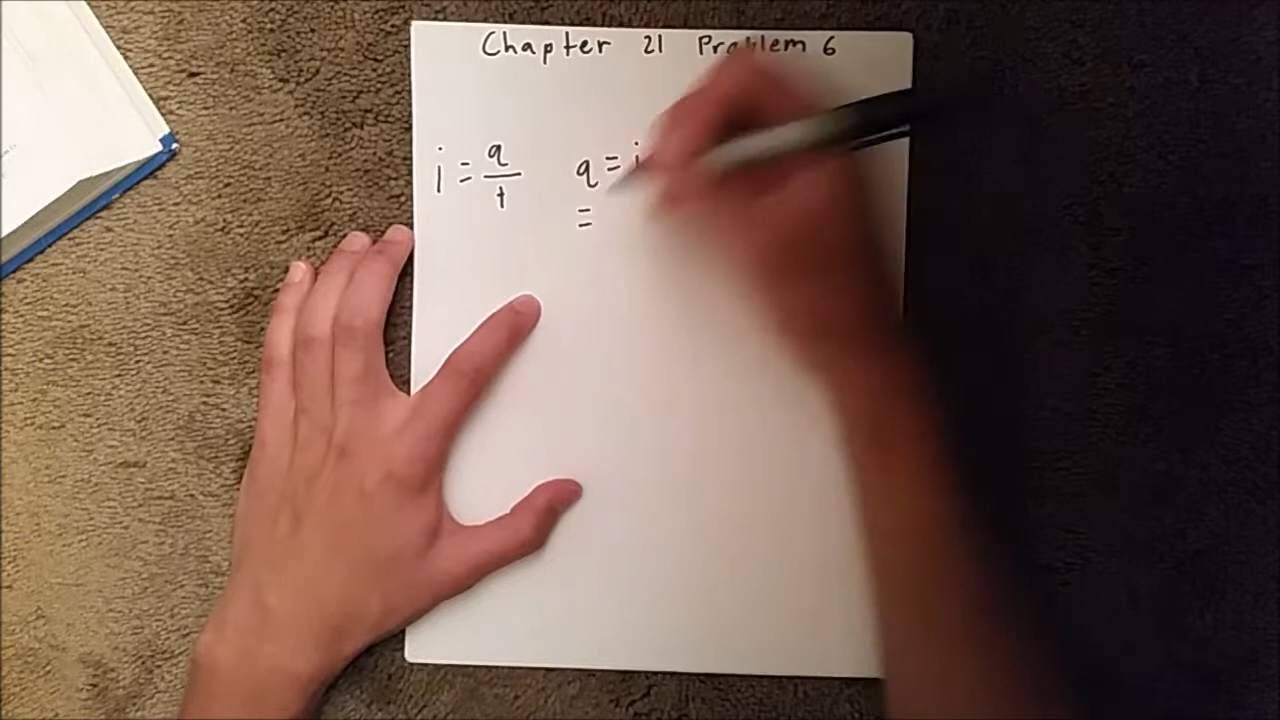 Chapter 21 Problem 6
i = q/t q = i
=